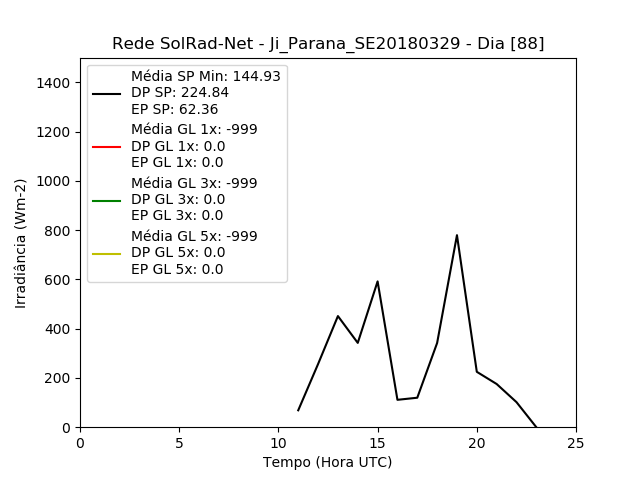 Rede SolRad-Net - Ji_Parana_SE20180329 - Dia [88]
Média SP Min: 144.93
DP SP: 224.84
EP SP: 62.36
Média GL 1x: -999
DP GL 1x: 0.0
EP GL 1x: 0.0
Média GL 3x: -999
DP GL 3x: 0.0
EP GL 3x: 0.0
Média GL 5x: -999
DP GL 5x: 0.0
EP GL 5x: 0.0
Irradiância (Wm-2)
1400
1200
1000
800
600
400
200
0
0 5 10 15 20 25
Tempo (Hora UTC)